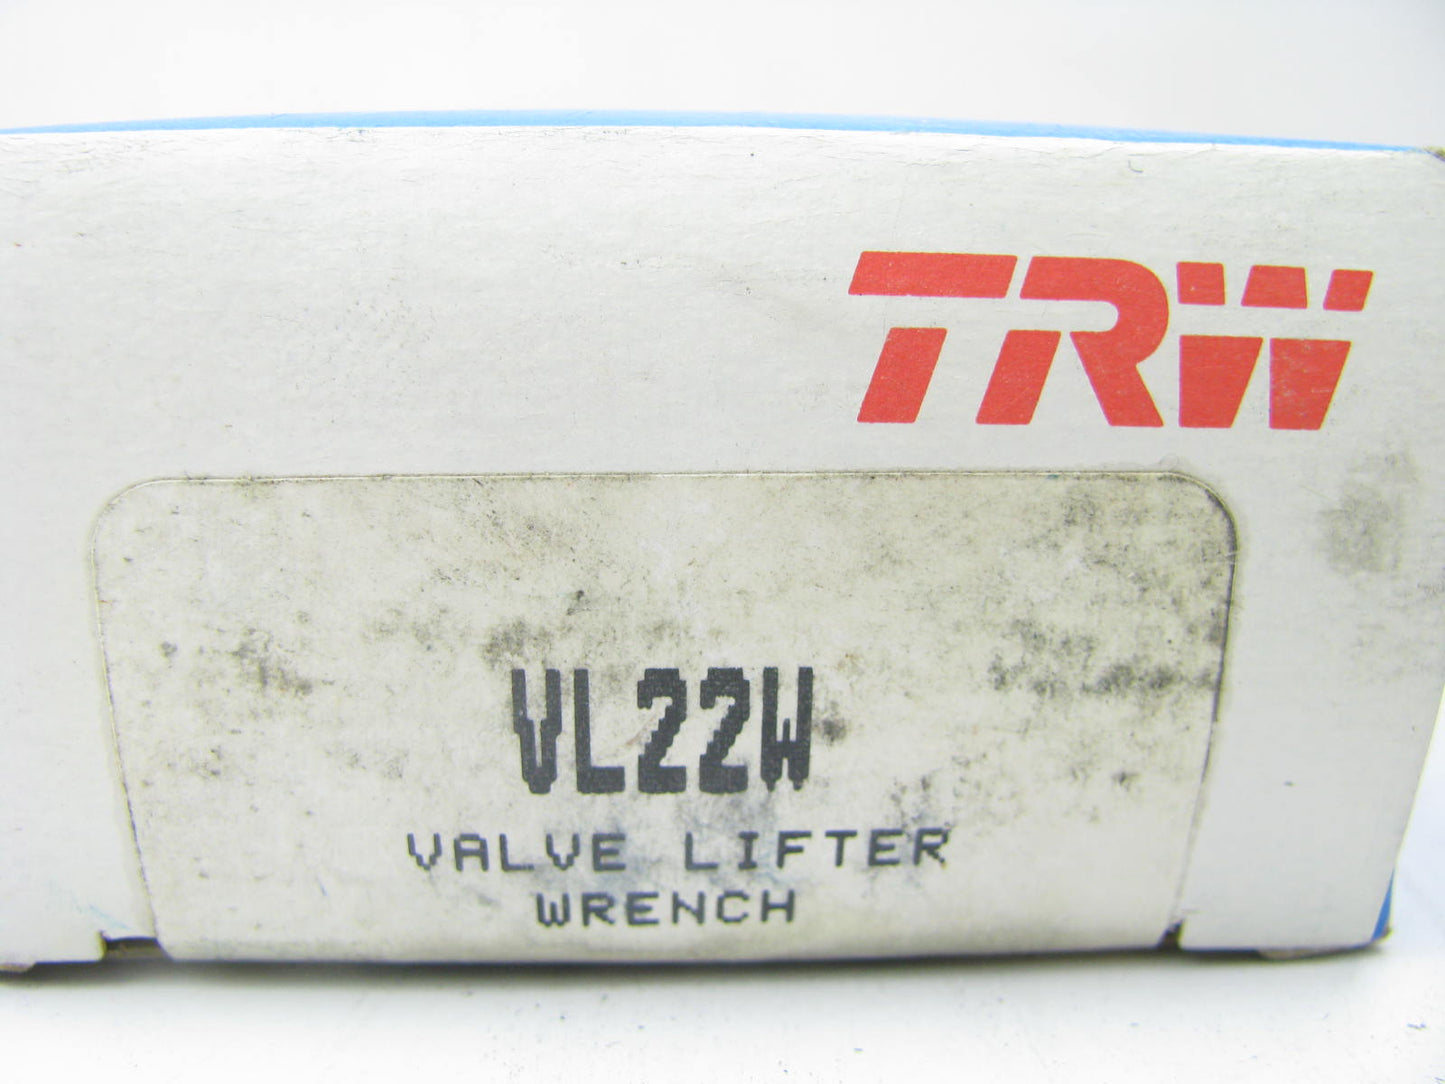 TRW
VL22W
VALVE LIFTER
WRENCH